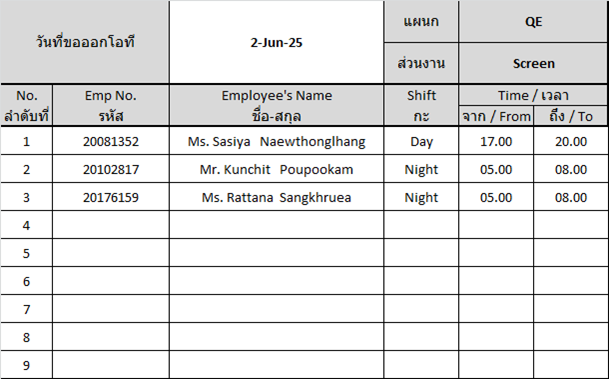 วันที่ขอออกโอที 2-Jun-25 แผนก QE
ส่วนงาน Screen
No. Emp No. Employee's Name Shift Time / เวลา
ลำดับที่ รหัส ชื่อ-สกุล กะ จาก / From ถึง / To
1 20081352 Ms. Sasiya Naewthonglhang Day 17.00 20.00
2 20102817 Mr. Kunchit Poupookam Night 05.00 08.00
3 20176159 Ms. Rattana Sangkhruea Night 05.00 08.00
4
5
6
7
8
9